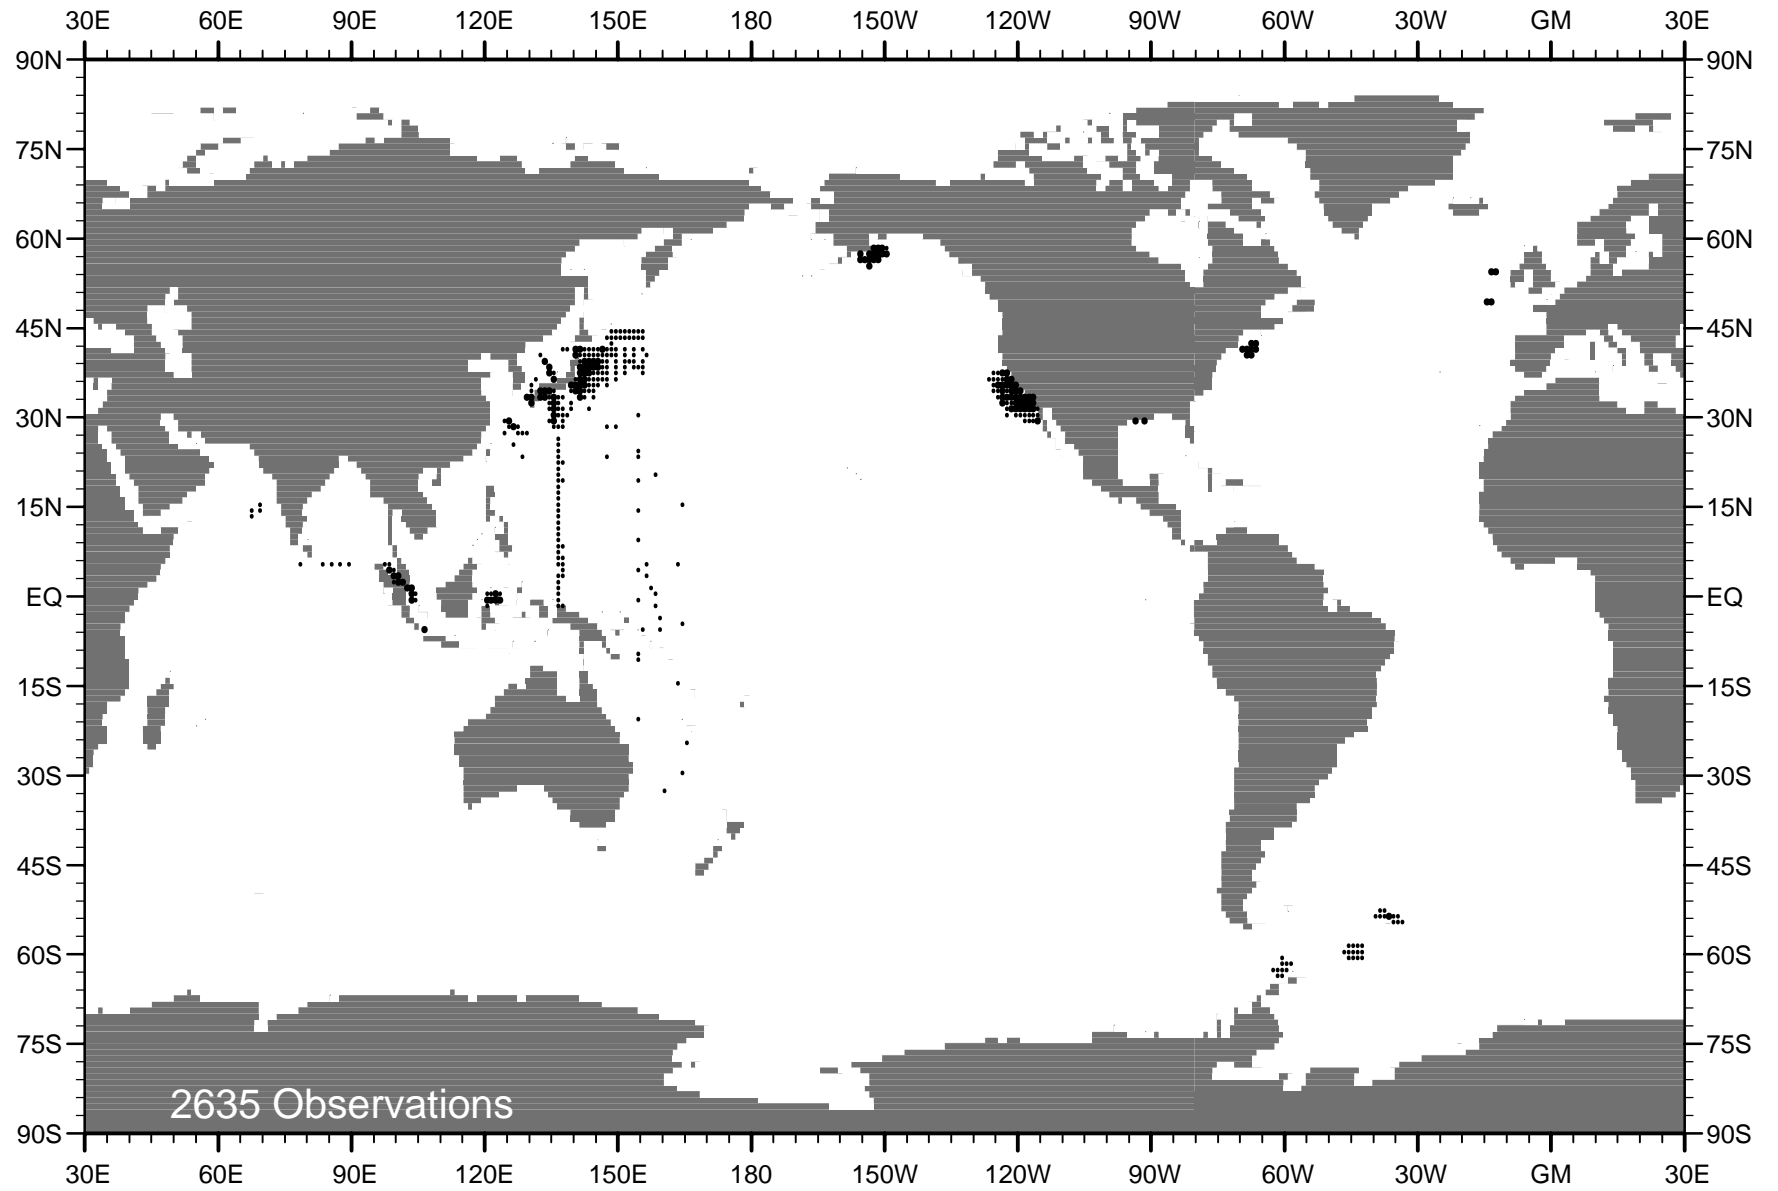 30E 60E 90E 120E 150E 180 150W 120W 90W 60W 30W GM 30E
90N 90N
75N 75N
60N 60N
45N 45N
30N 30N
15N 15N
EQ EQ
15S 15S
30S 30S
45S 45S
60S 60S
75S 75S
2635 Observations
90S 90S
30E 60E 90E 120E 150E 180 150W 120W 90W 60W 30W GM 30E